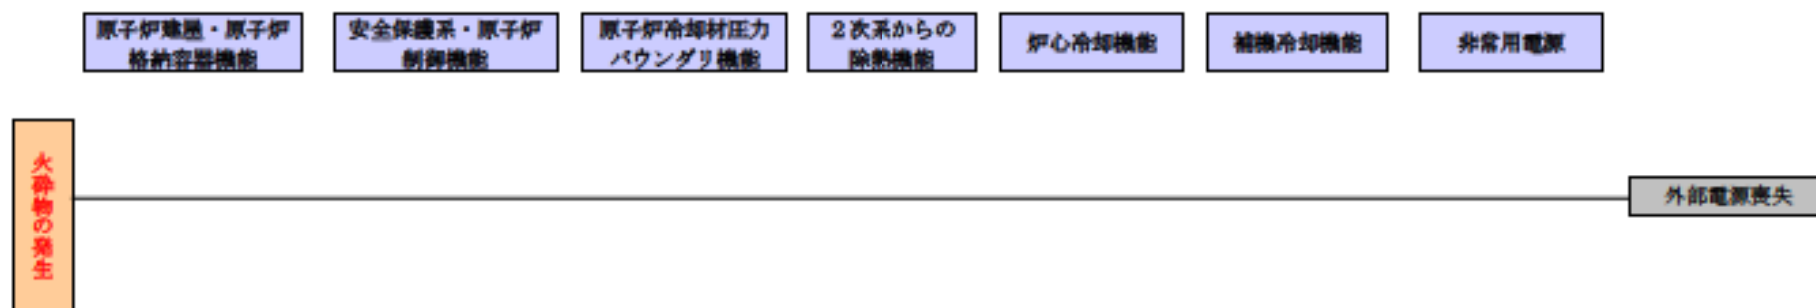 原子炉建屋・原子炉
格納容器機能
安全保護系・原子炉
制御機能
原子炉冷却材圧力
バウンダリ機能
２次系からの
除熱機能
炉心冷却機能
補機冷却機能
非常用電源
火砕物の発生
外部電源喪失